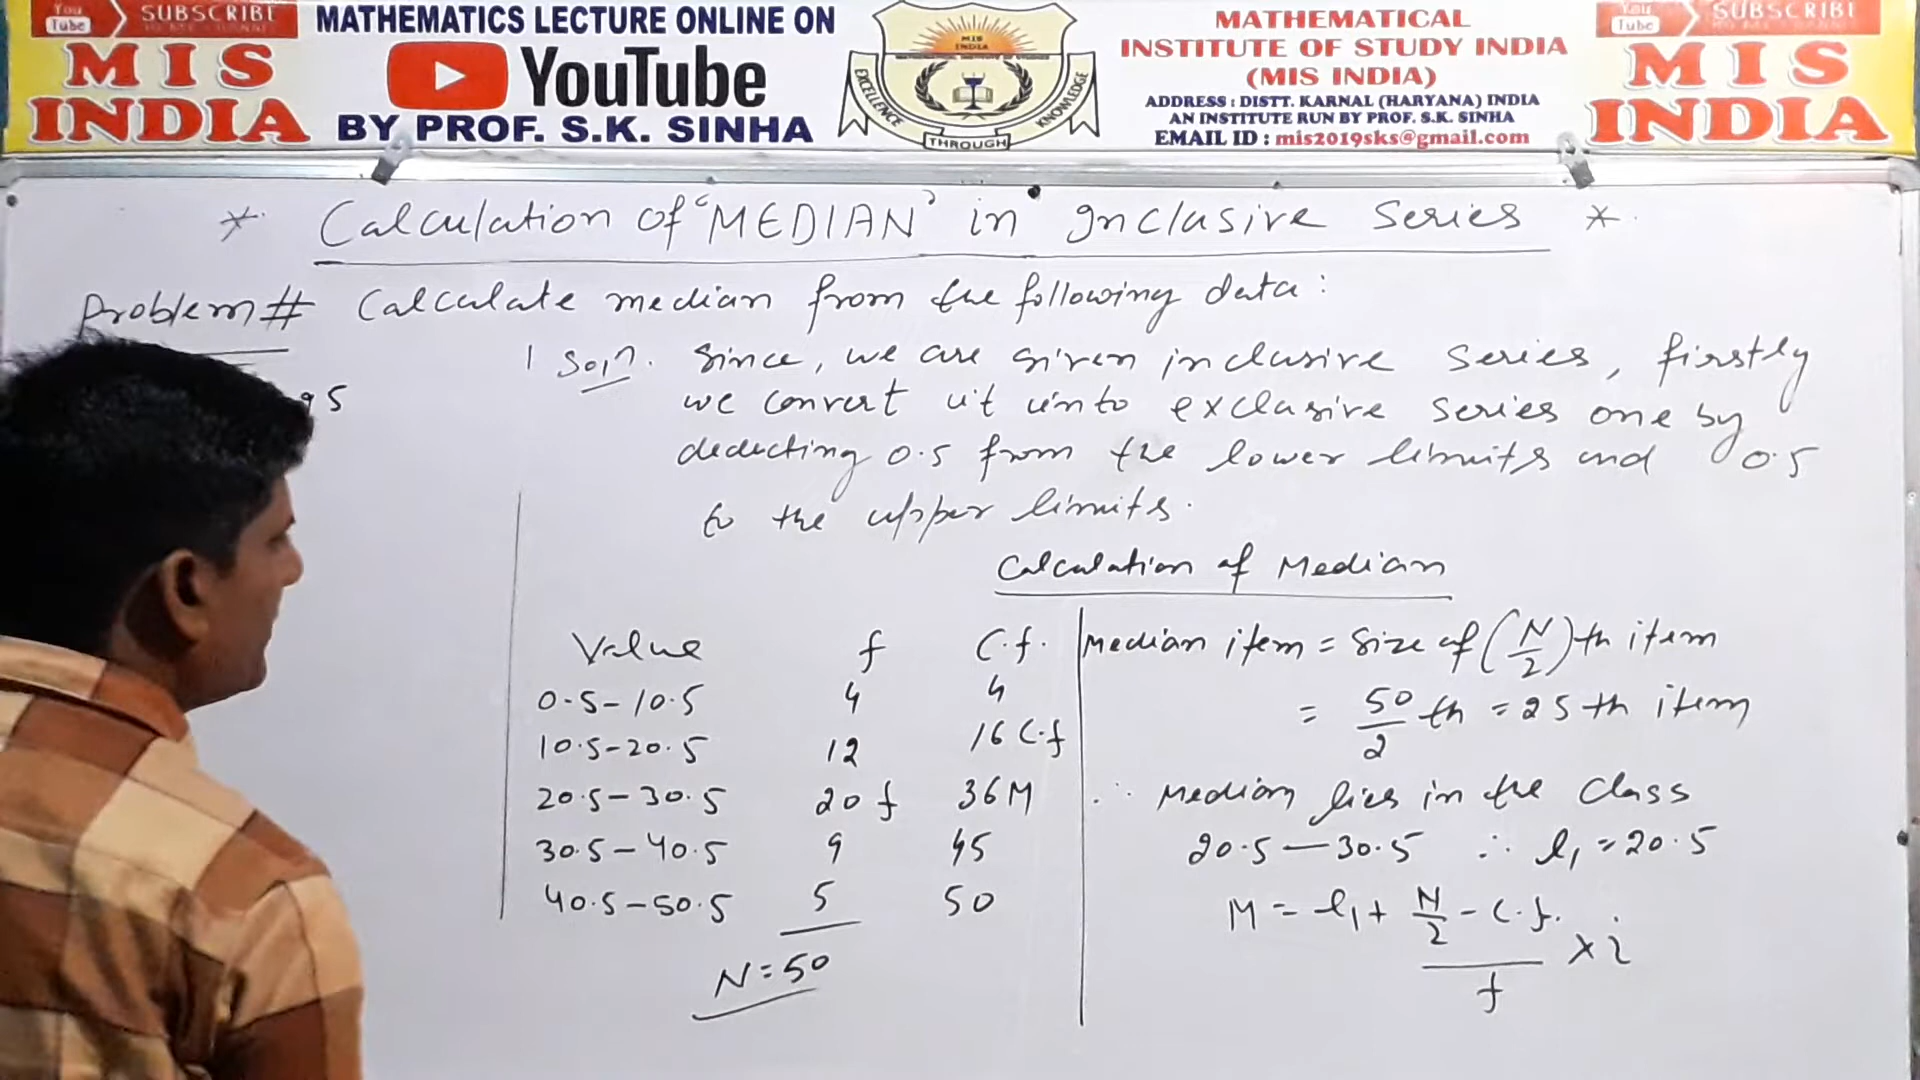 You Tube SUBSCRIBE
MIS INDIA
MATHEMATICS LECTURE ONLINE ON
YouTube
BY PROF. S.K. SINHA
MIS INDIA
EXCELLENCE THROUGH KNOWLEDGE
MATHEMATICAL
INSTITUTE OF STUDY INDIA
(MIS INDIA)
ADDRESS : DISTT. KARNAL (HARYANA) INDIA
AN INSTITUTE RUN BY PROF. S.K. SINHA
EMAIL ID : mis2019sks@gmail.com
You Tube SUBSCRIBE
MIS INDIA
* Calculation of 'MEDIAN' in Inclusive Series *
Problem # Calculate median from the following data :
Soln. Since, we are given inclusive series, firstly
we convert it into exclusive series one by
deducting 0.5 from the lower limits and 0.5
to the upper limits.
Calculation of Median
Value f C.f.
0.5-10.5 4 4
10.5-20.5 12 16 C.f
20.5-30.5 20 f 36 M
30.5-40.5 9 45
40.5-50.5 5 50
N = 50
Median item = Size of (N/2)th item
= 50/2 th = 25th item
∴ Median lies in the class
20.5-30.5 ∴ l₁ = 20.5
M = l₁ + (N/2 - C.f.)/f × i